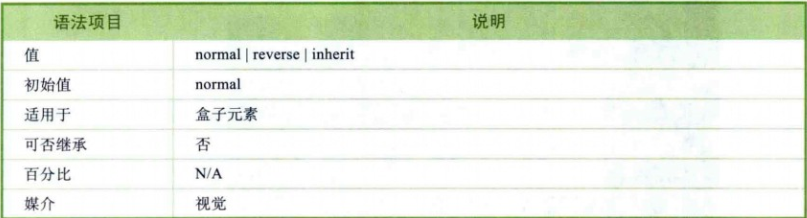 语法项目 说明
值 normal | reverse | inherit
初始值 normal
适用于 盒子元素
可否继承 否
百分比 N/A
媒介 视觉